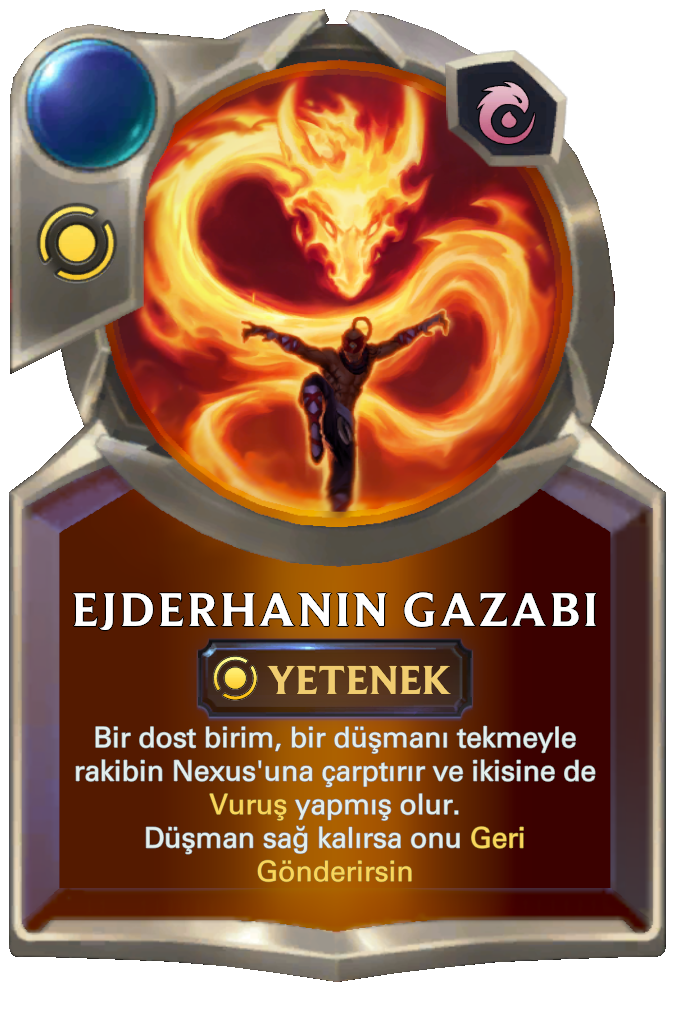 EJDERHANIN GAZABI
YETENEK
Bir dost birim, bir düşmanı tekmeyle
rakibin Nexus'una çarptırır ve ikisine de
Vuruş yapmış olur.
Düşman sağ kalırsa onu Geri
Gönderirsin